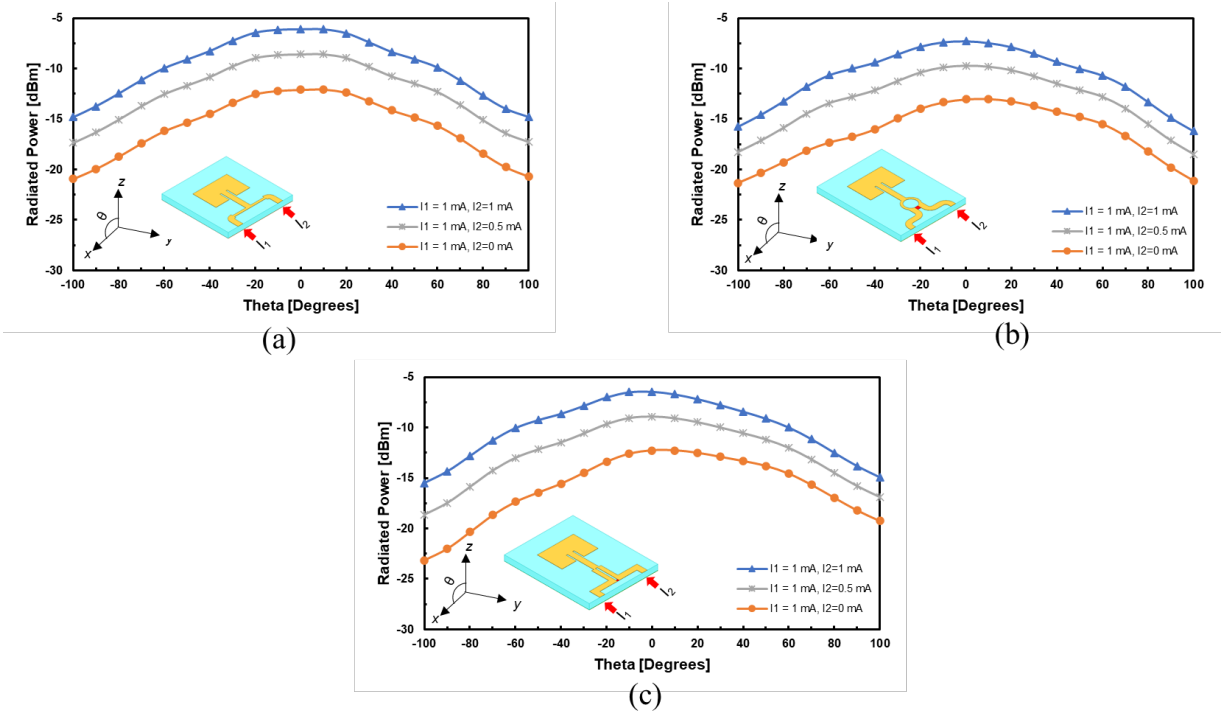 -5
-10
-15
-20
-25
-30
Radiated Power [dBm]
z
θ
x
y
I1 = 1 mA, I2=1 mA
I1 = 1 mA, I2=0.5 mA
I1 = 1 mA, I2=0 mA
I1
I2
-100 -80 -60 -40 -20 0 20 40 60 80 100
Theta [Degrees]
(a)
-5
-10
-15
-20
-25
-30
Radiated Power [dBm]
z
θ
x
y
I1 = 1 mA, I2=1 mA
I1 = 1 mA, I2=0.5 mA
I1 = 1 mA, I2=0 mA
I1
I2
-100 -80 -60 -40 -20 0 20 40 60 80 100
Theta [Degrees]
(b)
-5
-10
-15
-20
-25
-30
Radiated Power [dBm]
z
θ
x
y
I1 = 1 mA, I2=1 mA
I1 = 1 mA, I2=0.5 mA
I1 = 1 mA, I2=0 mA
I1
I2
-100 -80 -60 -40 -20 0 20 40 60 80 100
Theta [Degrees]
(c)